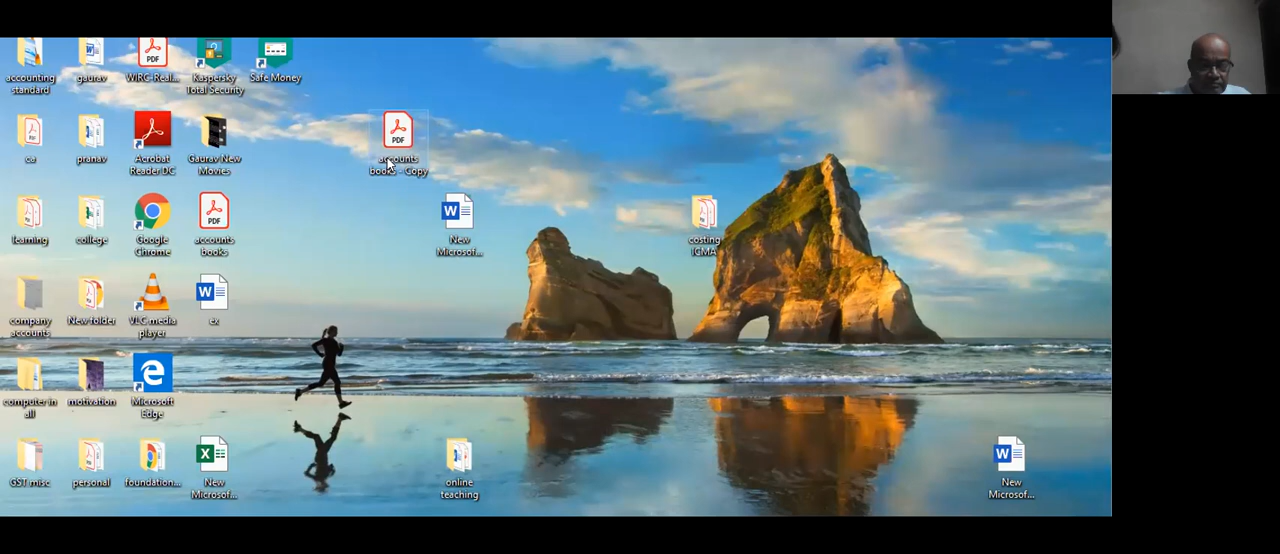 accounting
standard
gaurav
WIRC-Real...
Kaspersky
Total Security
Safe Money
PDF
ca
pranav
Acrobat
Reader DC
Gaurav New
Movies
PDF
accounts
books - Copy
learning
college
Google
Chrome
PDF
accounts
books
W
New
Microsof...
costing
ICMA
company
accounts
New folder
VLC media
player
W
ex
computer in
all
motivation
e
Microsoft
Edge
GST misc
personal
foundation...
X
New
Microsof...
online
teaching
W
New
Microsof...